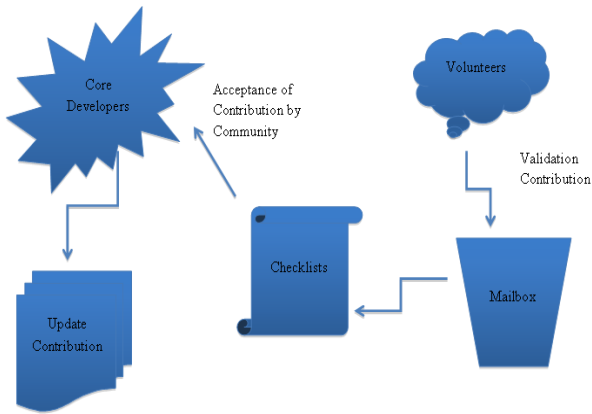 Core
Developers
Acceptance of
Contribution by
Community
Volunteers
Validation
Contribution
Checklists
Mailbox
Update
Contribution